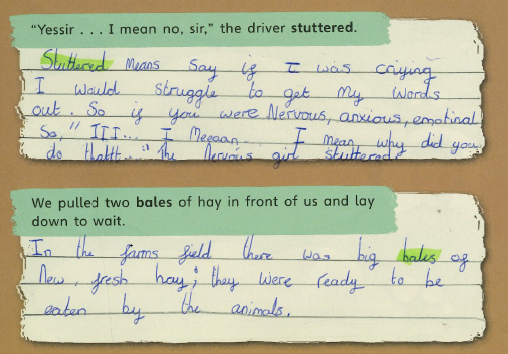 “Yessir . . . I mean no, sir,” the driver stuttered.
Stuttered Means Say if I was criying
I would struggle to get My words
out. So if you were Nervous, anxious, emotinal
So," III... I Meeaan.... I mean why did you
do thattt..." The Nervous girl stuttered.
We pulled two bales of hay in front of us and lay
down to wait.
In the farms field there was big bales of
New, fresh hay; they were ready to be
eaten by the animals.